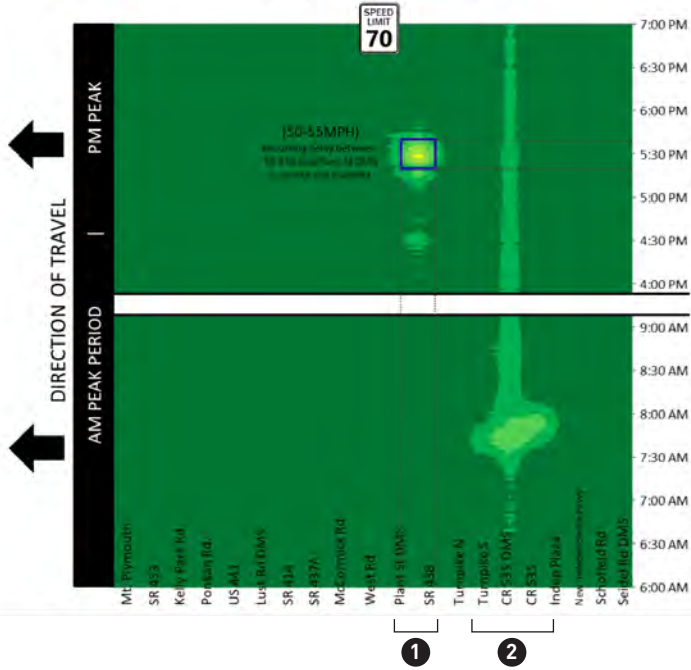 SPEED
LIMIT
70
7:00 PM
6:30 PM
6:00 PM
5:30 PM
5:00 PM
4:30 PM
4:00 PM
9:00 AM
8:30 AM
8:00 AM
7:30 AM
7:00 AM
6:30 AM
6:00 AM
DIRECTION OF TRAVEL
PM PEAK
AM PEAK PERIOD
(50-55MPH)
Mt. Plymouth
SR 453
Kelly Park Rd.
Ponkan Rd.
US 441
Lust Rd DMS
SR 414
SR 437A
McCormick Rd
West Rd
Plant St DMS
SR 438
Turnpike N
Turnpike S
CR 535 DMS
CR 535
Indep Plaza
New Independence Pkwy
Schofield Rd
Seidel Rd DMS
1
2